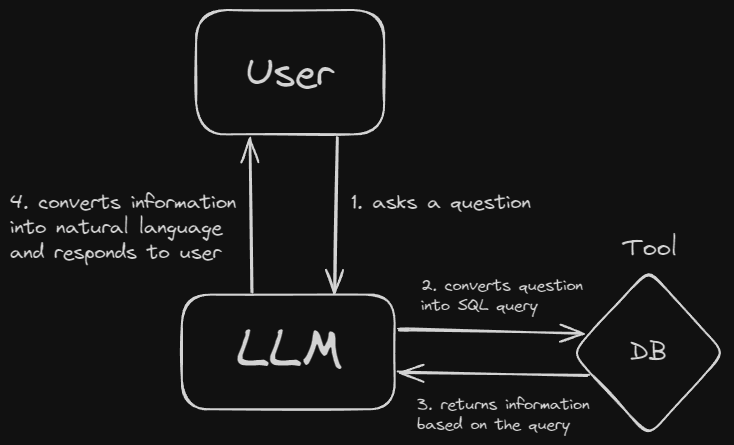 User
4. converts information
into natural language
and responds to user
1. asks a question
Tool
2. converts question
into SQL query
LLM
DB
3. returns information
based on the query